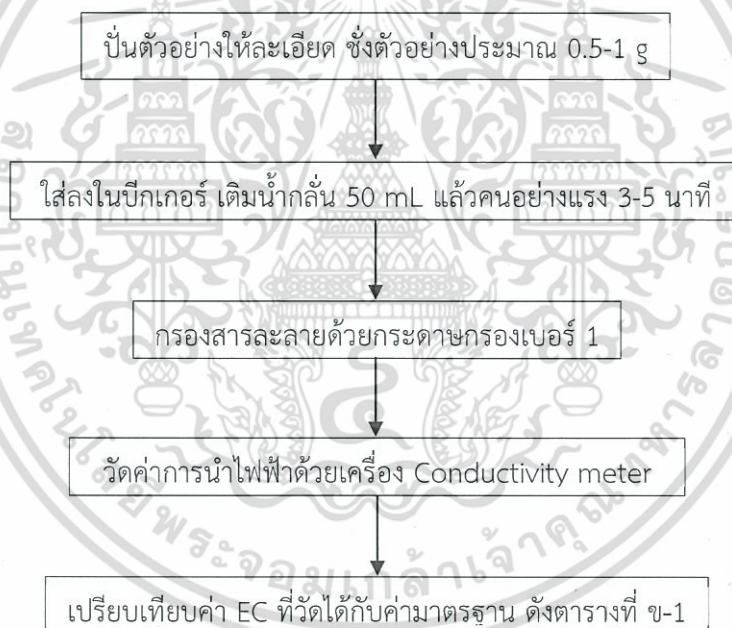 ปั่นตัวอย่างให้ละเอียด ชั่งตัวอย่างประมาณ 0.5-1 g
ใส่ลงในบีกเกอร์ เติมน้ำกลั่น 50 mL แล้วคนอย่างแรง 3-5 นาที
กรองสารละลายด้วยกระดาษกรองเบอร์ 1
วัดค่าการนำไฟฟ้าด้วยเครื่อง Conductivity meter
เปรียบเทียบค่า EC ที่วัดได้กับค่ามาตรฐาน ดังตารางที่ ข-1